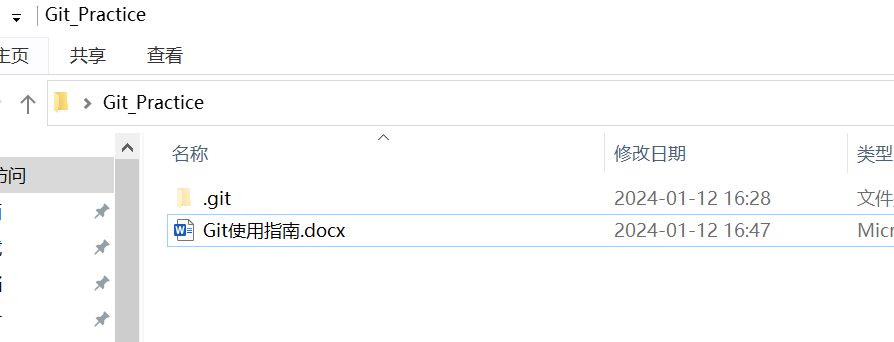 Git_Practice
主页 共享 查看
Git_Practice
名称 修改日期 类型
访问
.git 2024-01-12 16:28 文件
Git使用指南.docx 2024-01-12 16:47 Micr